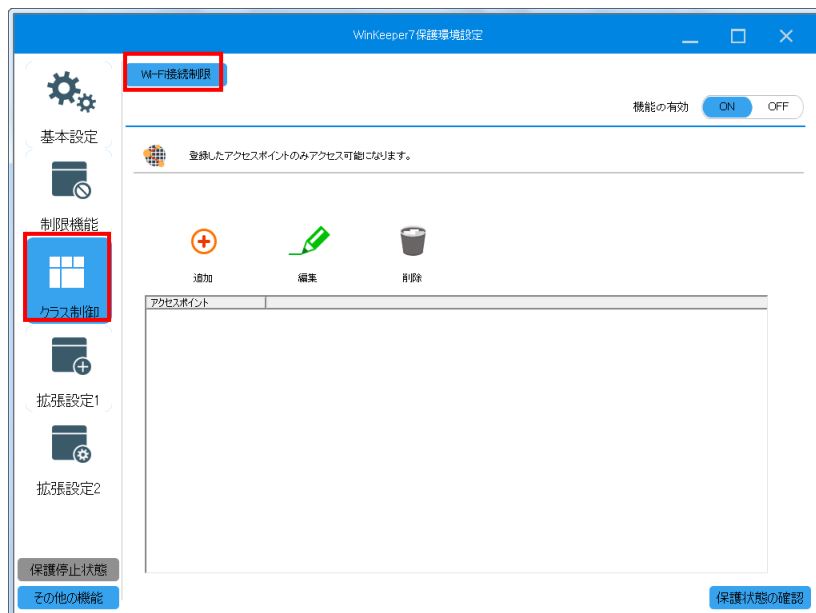 WinKeeper7保護環境設定
Wi-Fi接続制限
機能の有効 ON OFF
基本設定
登録したアクセスポイントのみアクセス可能になります。
制限機能
追加 編集 削除
クラス制御
アクセスポイント
拡張設定1
拡張設定2
保護停止状態
その他の機能
保護状態の確認